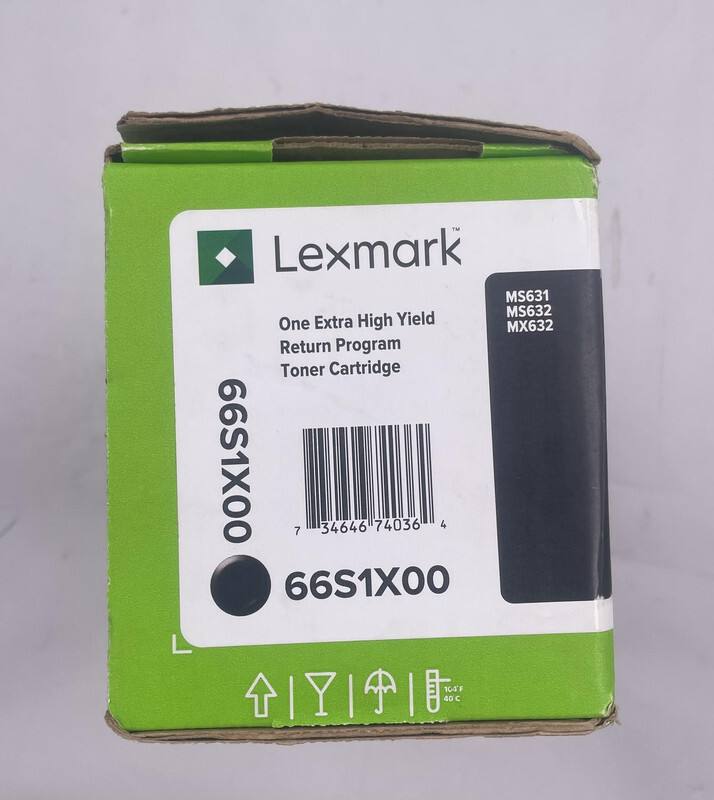 Lexmark™
MS631
MS632
MX632
One Extra High Yield
Return Program
Toner Cartridge
66S1X00
7 34646 74036 4
66S1X00
104°F
40°C